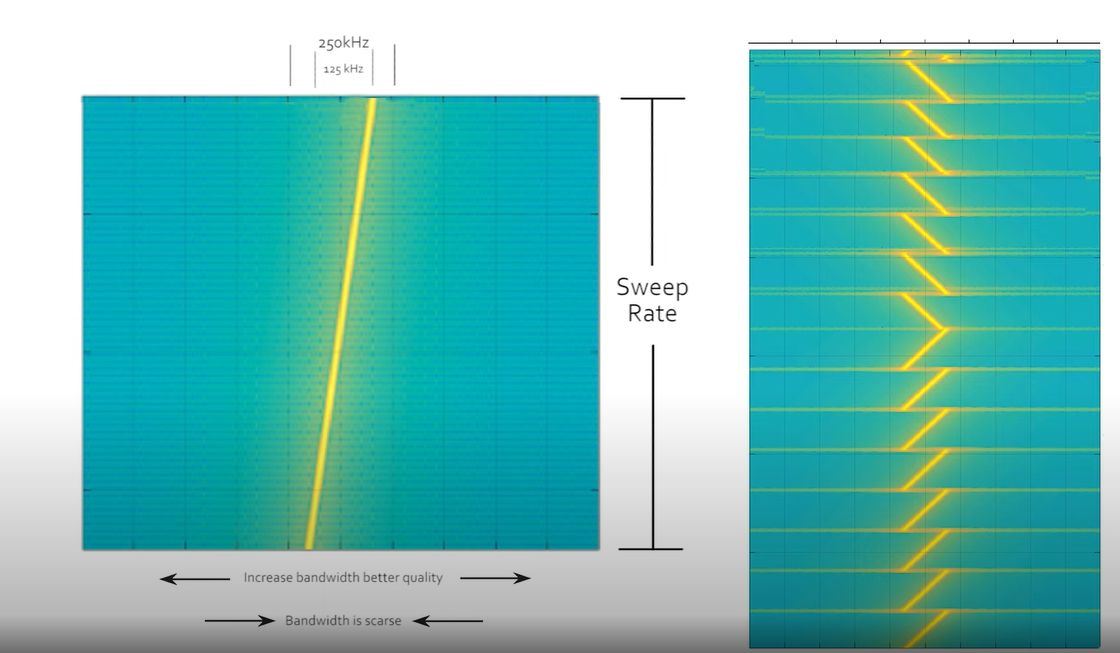 250kHz
125 kHz
Sweep
Rate
Increase bandwidth better quality
Bandwidth is scarse